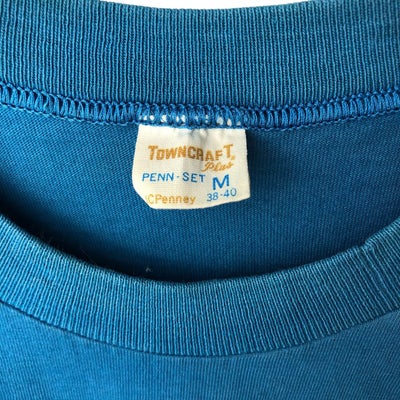 TOWNCRAFT®
Plus
PENN-SET M
CPenney 38-40